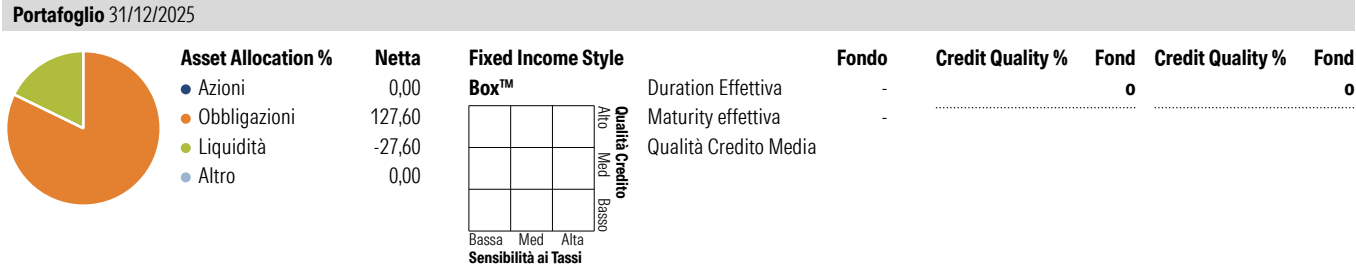 Portafoglio 31/12/2025
Asset Allocation % Netta
Azioni 0,00
Obbligazioni 127,60
Liquidità -27,60
Altro 0,00
Fixed Income Style
Box™
Alto Med Basso
Qualità Credito
Bassa Med Alta
Sensibilità ai Tassi
Fondo
Duration Effettiva -
Maturity effettiva -
Qualità Credito Media
Credit Quality % Fond
o
Credit Quality % Fond
o